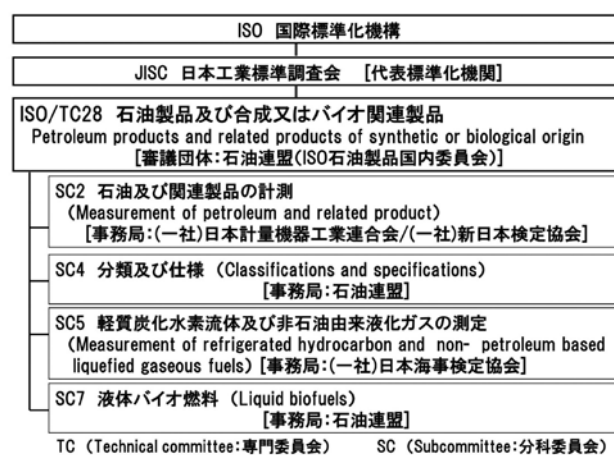 ISO 国際標準化機構
JISC 日本工業標準調査会 [代表標準化機関]
ISO/TC28 石油製品及び合成又はバイオ関連製品
Petroleum products and related products of synthetic or biological origin
[審議団体:石油連盟(ISO石油製品国内委員会)]
SC2 石油及び関連製品の計測
(Measurement of petroleum and related product)
[事務局:(一社)日本計量機器工業連合会/(一社)新日本検定協会]
SC4 分類及び仕様 (Classifications and specifications)
[事務局:石油連盟]
SC5 軽質炭化水素流体及び非石油由来液化ガスの測定
(Measurement of refrigerated hydrocarbon and non- petroleum based
liquefied gaseous fuels) [事務局:(一社)日本海事検定協会]
SC7 液体バイオ燃料 (Liquid biofuels)
[事務局:石油連盟]
TC (Technical committee:専門委員会) SC (Subcommittee:分科委員会)